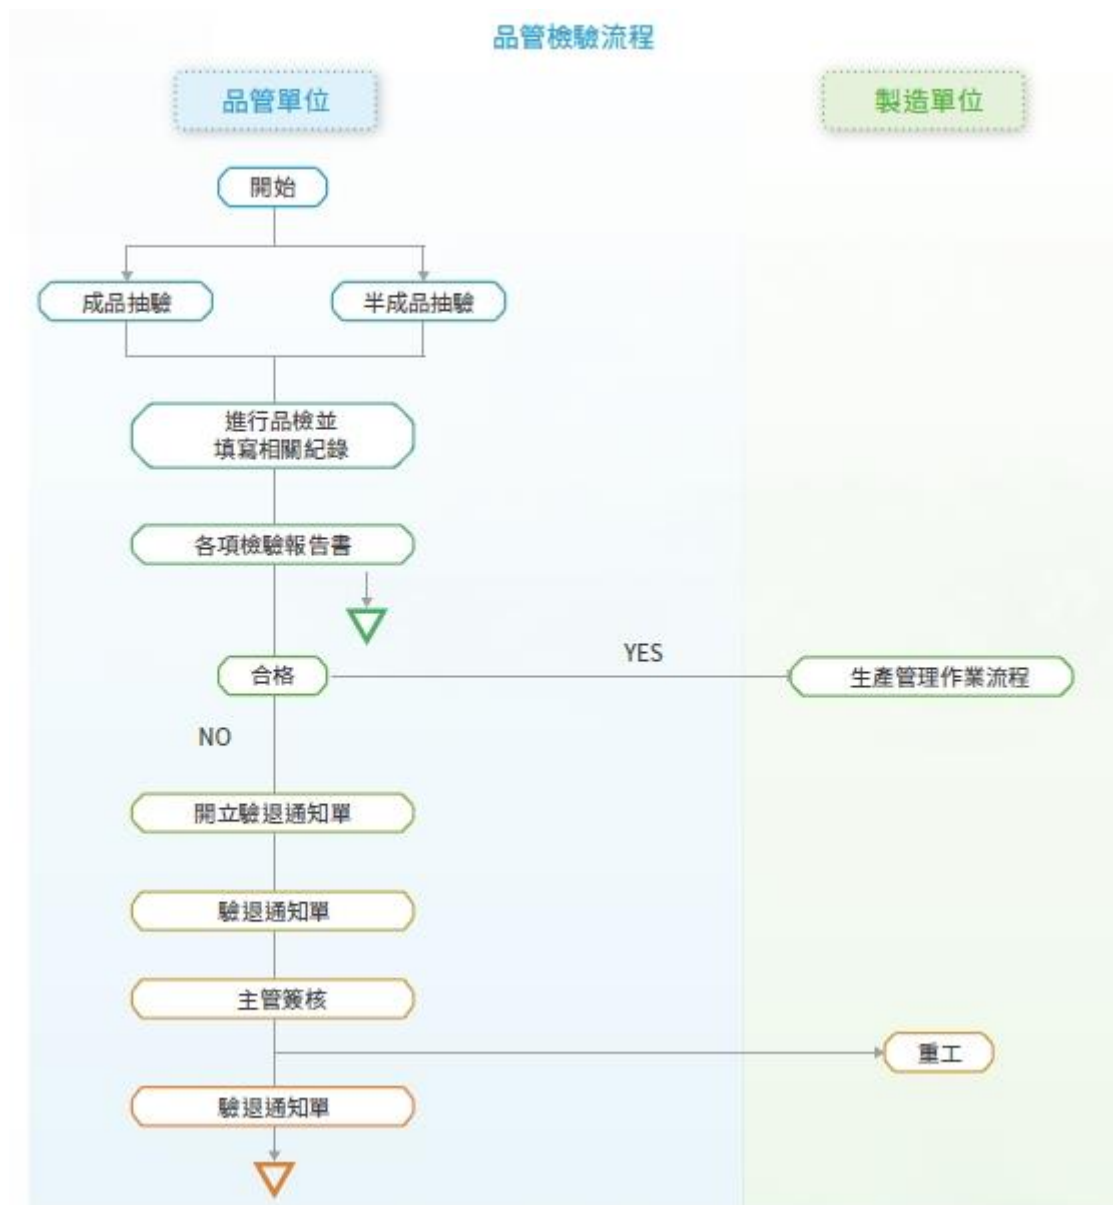 品管檢驗流程
品管單位
製造單位
開始
成品抽驗
半成品抽驗
進行品檢並
填寫相關紀錄
各項檢驗報告書
合格
YES
生產管理作業流程
NO
開立驗退通知單
驗退通知單
主管簽核
重工
驗退通知單